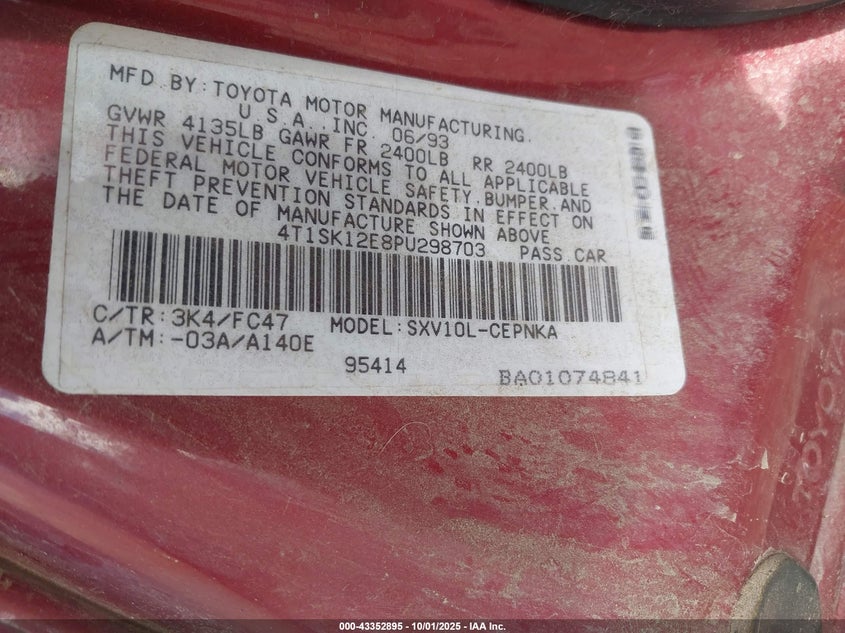 MFD BY: TOYOTA MOTOR MANUFACTURING.
U.S.A., INC. 06/93
GVWR 4135LB GAWR FR 2400LB RR 2400LB
THIS VEHICLE CONFORMS TO ALL APPLICABLE
FEDERAL MOTOR VEHICLE SAFETY, BUMPER, AND
THEFT PREVENTION STANDARDS IN EFFECT ON
THE DATE OF MANUFACTURE SHOWN ABOVE
4T1SK12E8PU298703 PASS.CAR
C/TR: 3K4/FC47 MODEL: SXV10L-CEPNKA
A/TM: -03A/A140E
95414 BA01074841
TOYOTA
000-43352895 - 10/01/2025 - IAA Inc.